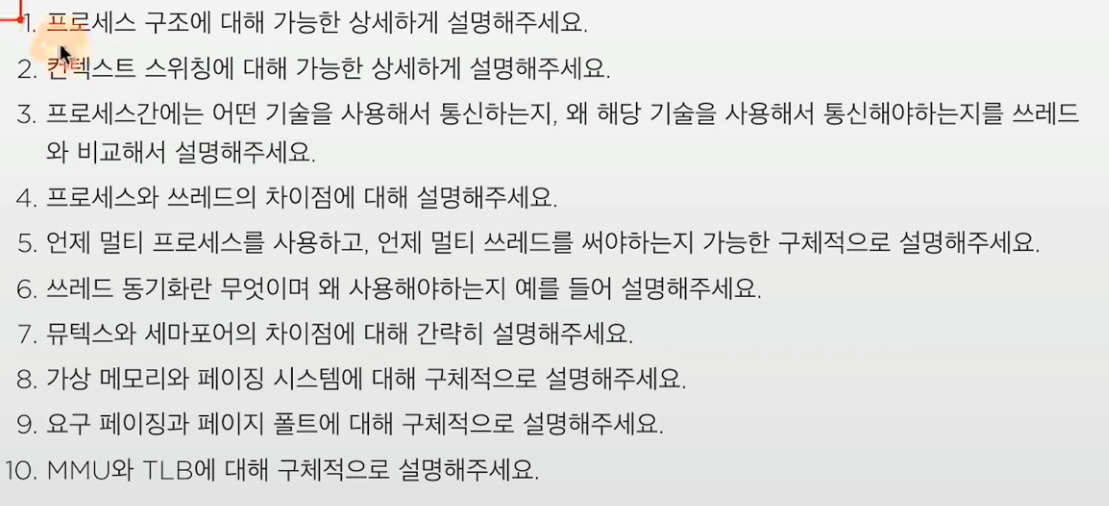 1. 프로세스 구조에 대해 가능한 상세하게 설명해주세요.
2. 컨텍스트 스위칭에 대해 가능한 상세하게 설명해주세요.
3. 프로세스간에는 어떤 기술을 사용해서 통신하는지, 왜 해당 기술을 사용해서 통신해야하는지를 쓰레드
와 비교해서 설명해주세요.
4. 프로세스와 쓰레드의 차이점에 대해 설명해주세요.
5. 언제 멀티 프로세스를 사용하고, 언제 멀티 쓰레드를 써야하는지 가능한 구체적으로 설명해주세요.
6. 쓰레드 동기화란 무엇이며 왜 사용해야하는지 예를 들어 설명해주세요.
7. 뮤텍스와 세마포어의 차이점에 대해 간략히 설명해주세요.
8. 가상 메모리와 페이징 시스템에 대해 구체적으로 설명해주세요.
9. 요구 페이징과 페이지 폴트에 대해 구체적으로 설명해주세요.
10. MMU와 TLB에 대해 구체적으로 설명해주세요.